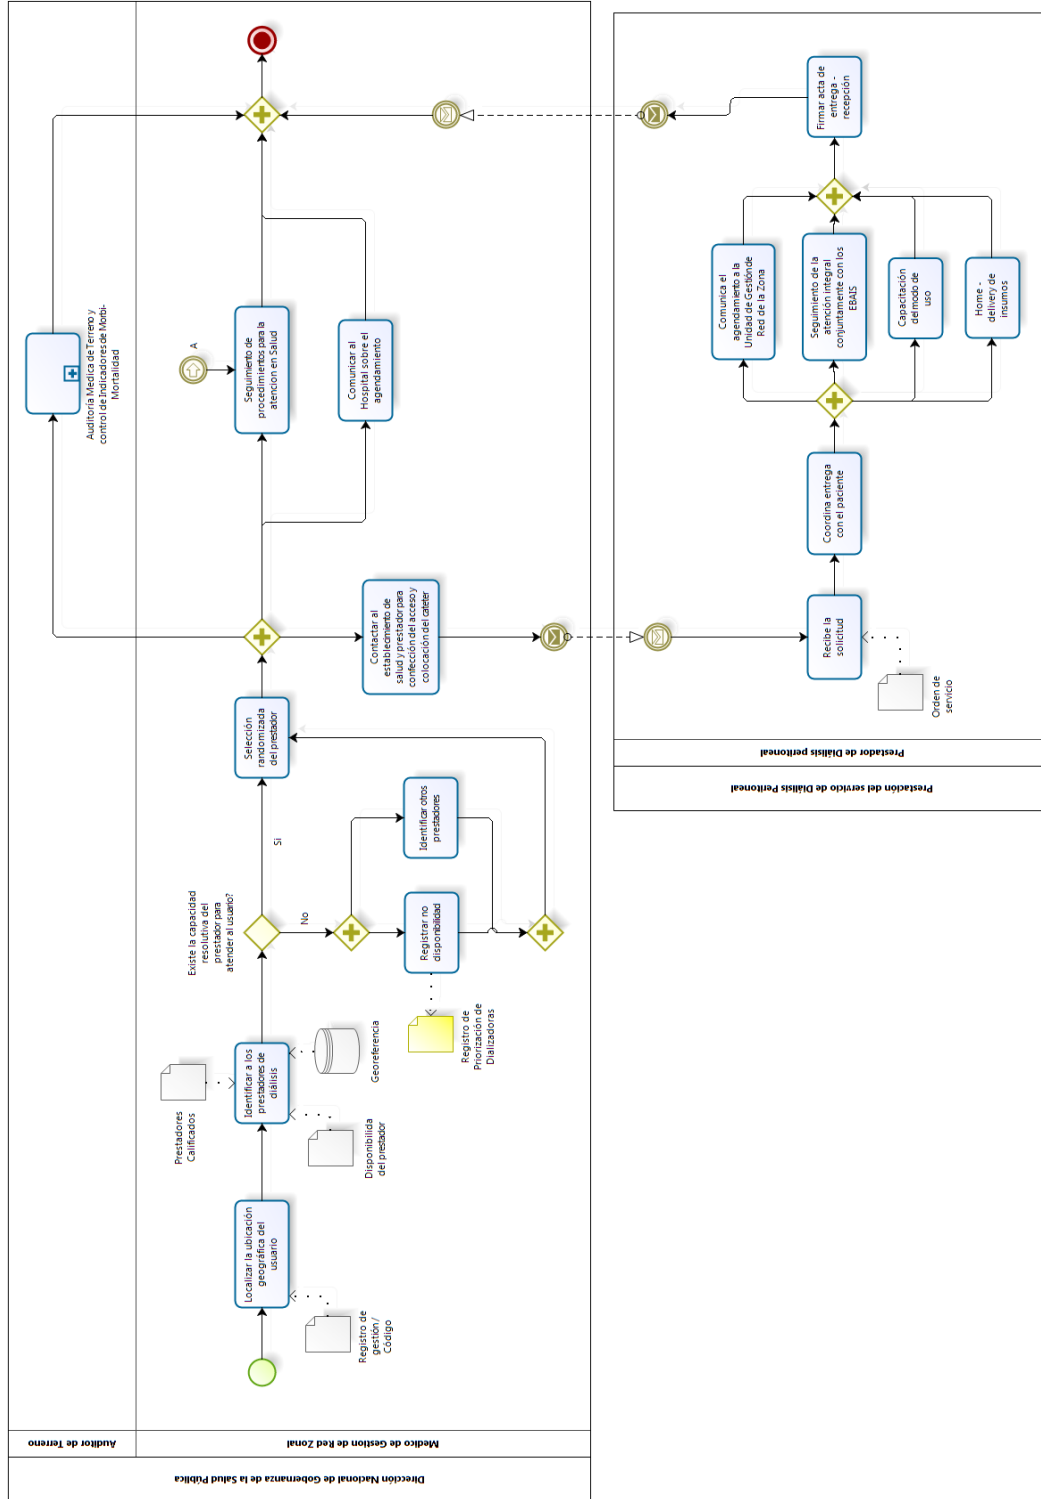 Dirección Nacional de Gobernanza de la Salud Pública
Auditor de Terreno
Medico de Gestion de Red Zonal
Registro de
gestión /
Código
Localizar la ubicación
geográfica del
usuario
Prestadores
Calificados
Identificar a los
prestadores de
diálisis
Disponibilida
del prestador
Georeferencia
Existe la capacidad
resolutiva del
prestador para
atender al usuario?
Si
No
Registrar no
disponibilidad
Registro de
Priorización de
Dializadoras
Identificar otros
prestadores
Selección
randomizada
del prestador
Contactar al
establecimiento de
salud y prestador para
confección del acceso y
colocación del cateter
Auditoría Medica de Terreno y
control de Indicadores de Morbi-
Mortalidad
A
Seguimiento de
procedimientos para la
atencion en Salud
Comunicar al
Hospital sobre el
agendamiento
Prestación del servicio de Diálisis Peritoneal
Prestador de Diálisis peritoneal
Orden de
servicio
Recibe la
solicitud
Coordina entrega
con el paciente
Comunica el
agendamiento a la
Unidad de Gestión de
Red de la Zona
Seguimiento de la
atención integral
conjuntamente con los
EBAIS
Capacitación
del modo de
uso
Home -
delivery de
insumos
Firmar acta de
entrega -
recepción